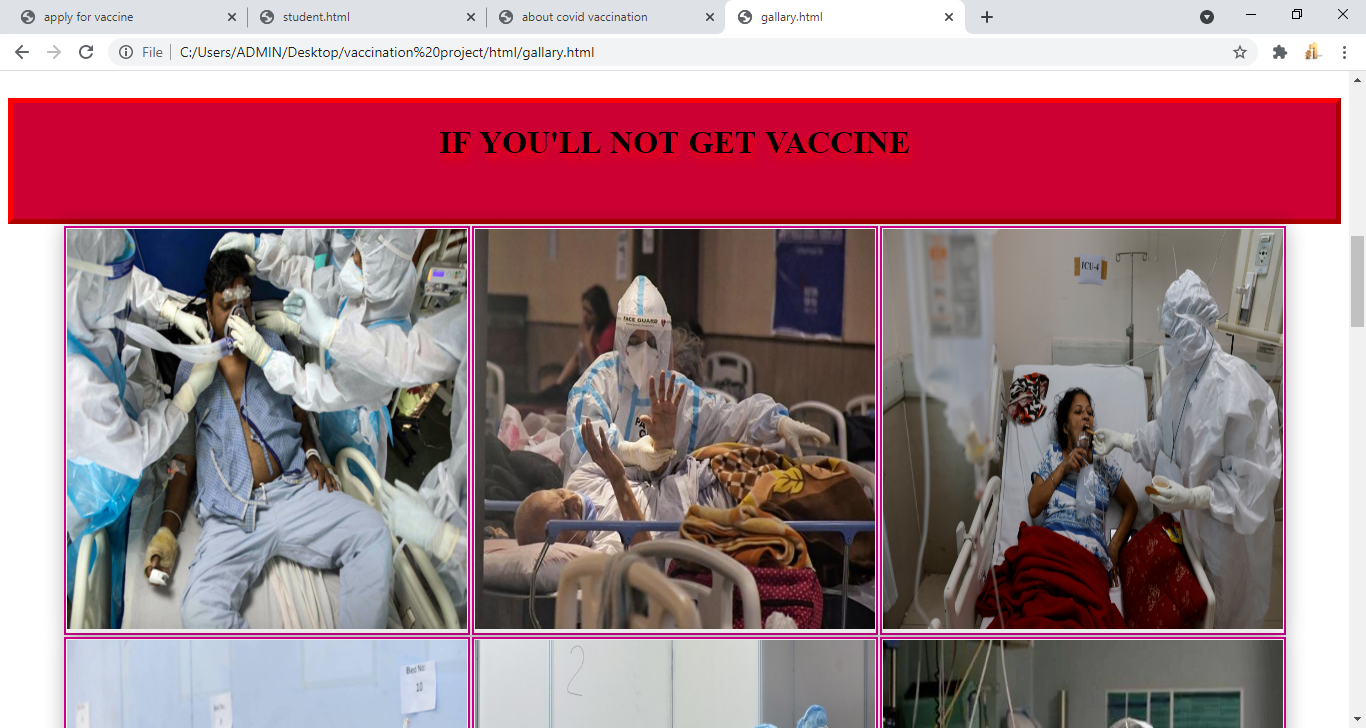 apply for vaccine
student.html
about covid vaccination
gallary.html
File
C:/Users/ADMIN/Desktop/vaccination%20project/html/gallary.html
IF YOU'LL NOT GET VACCINE
FACE GUARD
ICU-4
Bed No:
10
2